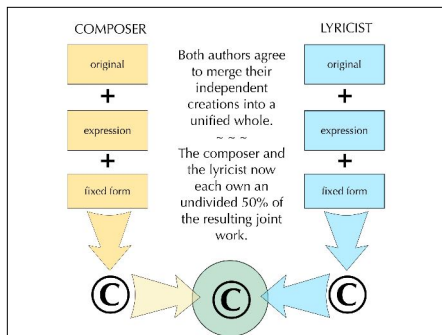 COMPOSER
original
+
expression
+
fixed form
©
Both authors agree
to merge their
independent
creations into a
unified whole.
~ ~ ~
The composer and
the lyricist now
each own an
undivided 50% of
the resulting joint
work.
©
LYRICIST
original
+
expression
+
fixed form
©